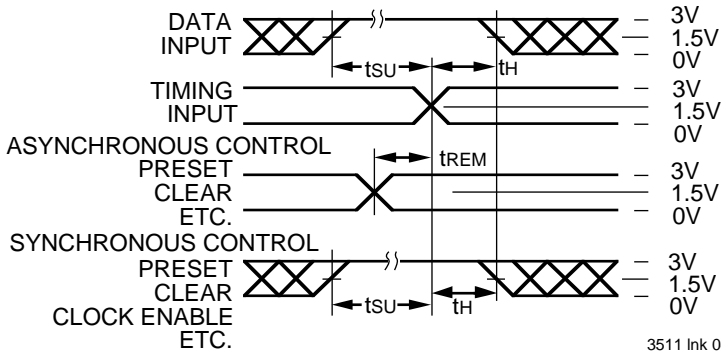 DATA
INPUT
3V
1.5V
0V
tSU
tH
TIMING
INPUT
3V
1.5V
0V
ASYNCHRONOUS CONTROL
PRESET
CLEAR
ETC.
tREM
3V
1.5V
0V
SYNCHRONOUS CONTROL
PRESET
CLEAR
CLOCK ENABLE
ETC.
tSU
tH
3V
1.5V
0V
3511 lnk 0